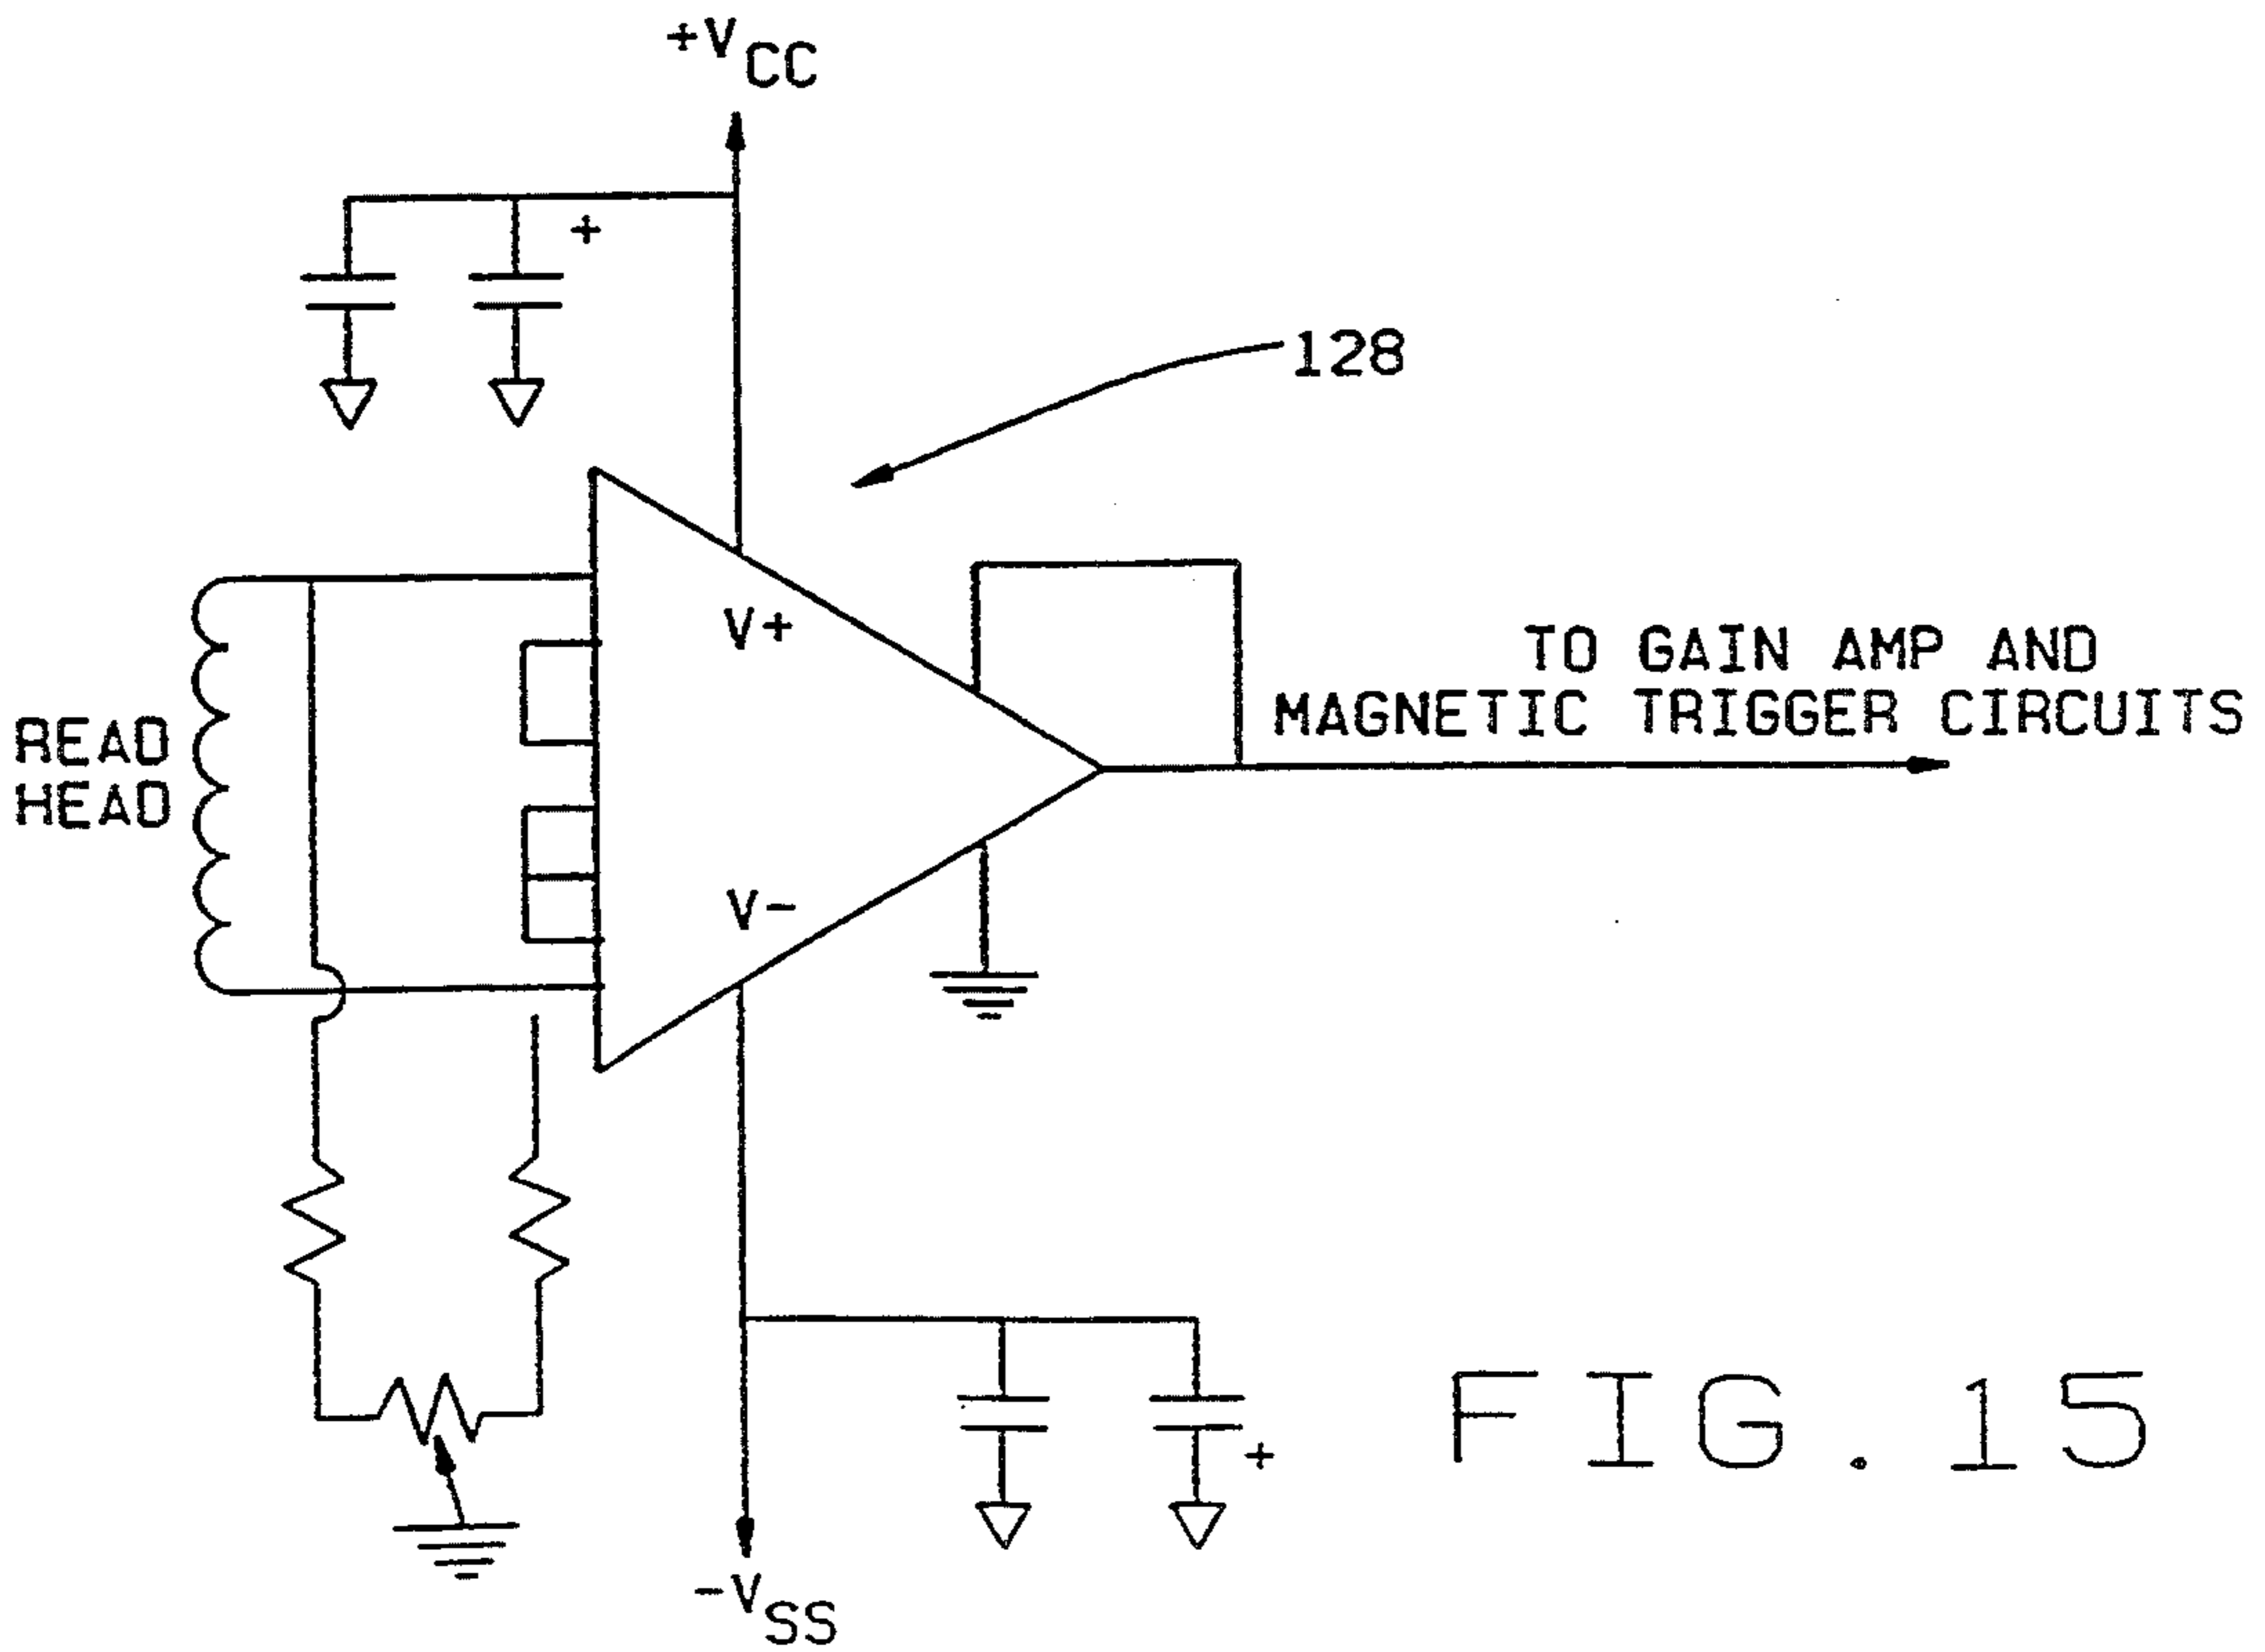 +VCC
+
128
V+
TO GAIN AMP AND
MAGNETIC TRIGGER CIRCUITS
READ
HEAD
V-
+
FIG. 15
-VSS